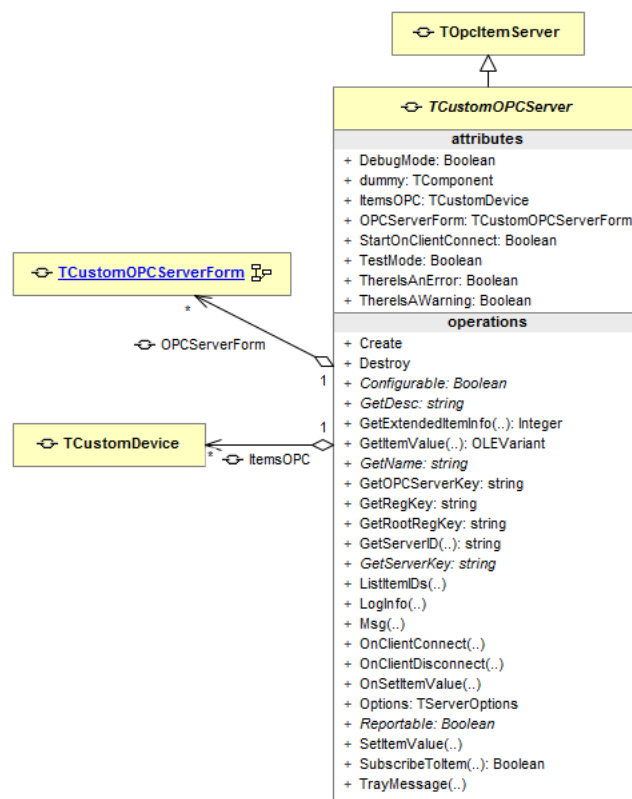 TOpcItemServer
TCustomOPCServer
attributes
+ DebugMode: Boolean
+ dummy: TComponent
+ ItemsOPC: TCustomDevice
+ OPCServerForm: TCustomOPCServerForm
+ StartOnClientConnect: Boolean
+ TestMode: Boolean
+ ThereIsAnError: Boolean
+ ThereIsAWarning: Boolean
operations
+ Create
+ Destroy
+ Configurable: Boolean
+ GetDesc: string
+ GetExtendedItemInfo(..): Integer
+ GetItemValue(..): OLEVariant
+ GetName: string
+ GetOPCServerKey: string
+ GetRegKey: string
+ GetRootRegKey: string
+ GetServerID(..): string
+ GetServerKey: string
+ ListItemIDs(..)
+ LogInfo(..)
+ Msg(..)
+ OnClientConnect(..)
+ OnClientDisconnect(..)
+ OnSetItemValue(..)
+ Options: TServerOptions
+ Reportable: Boolean
+ SetItemValue(..)
+ SubscribeToItem(..): Boolean
+ TrayMessage(..)
TCustomOPCServerForm
*
OPCServerForm
1
TCustomDevice
1
* ItemsOPC